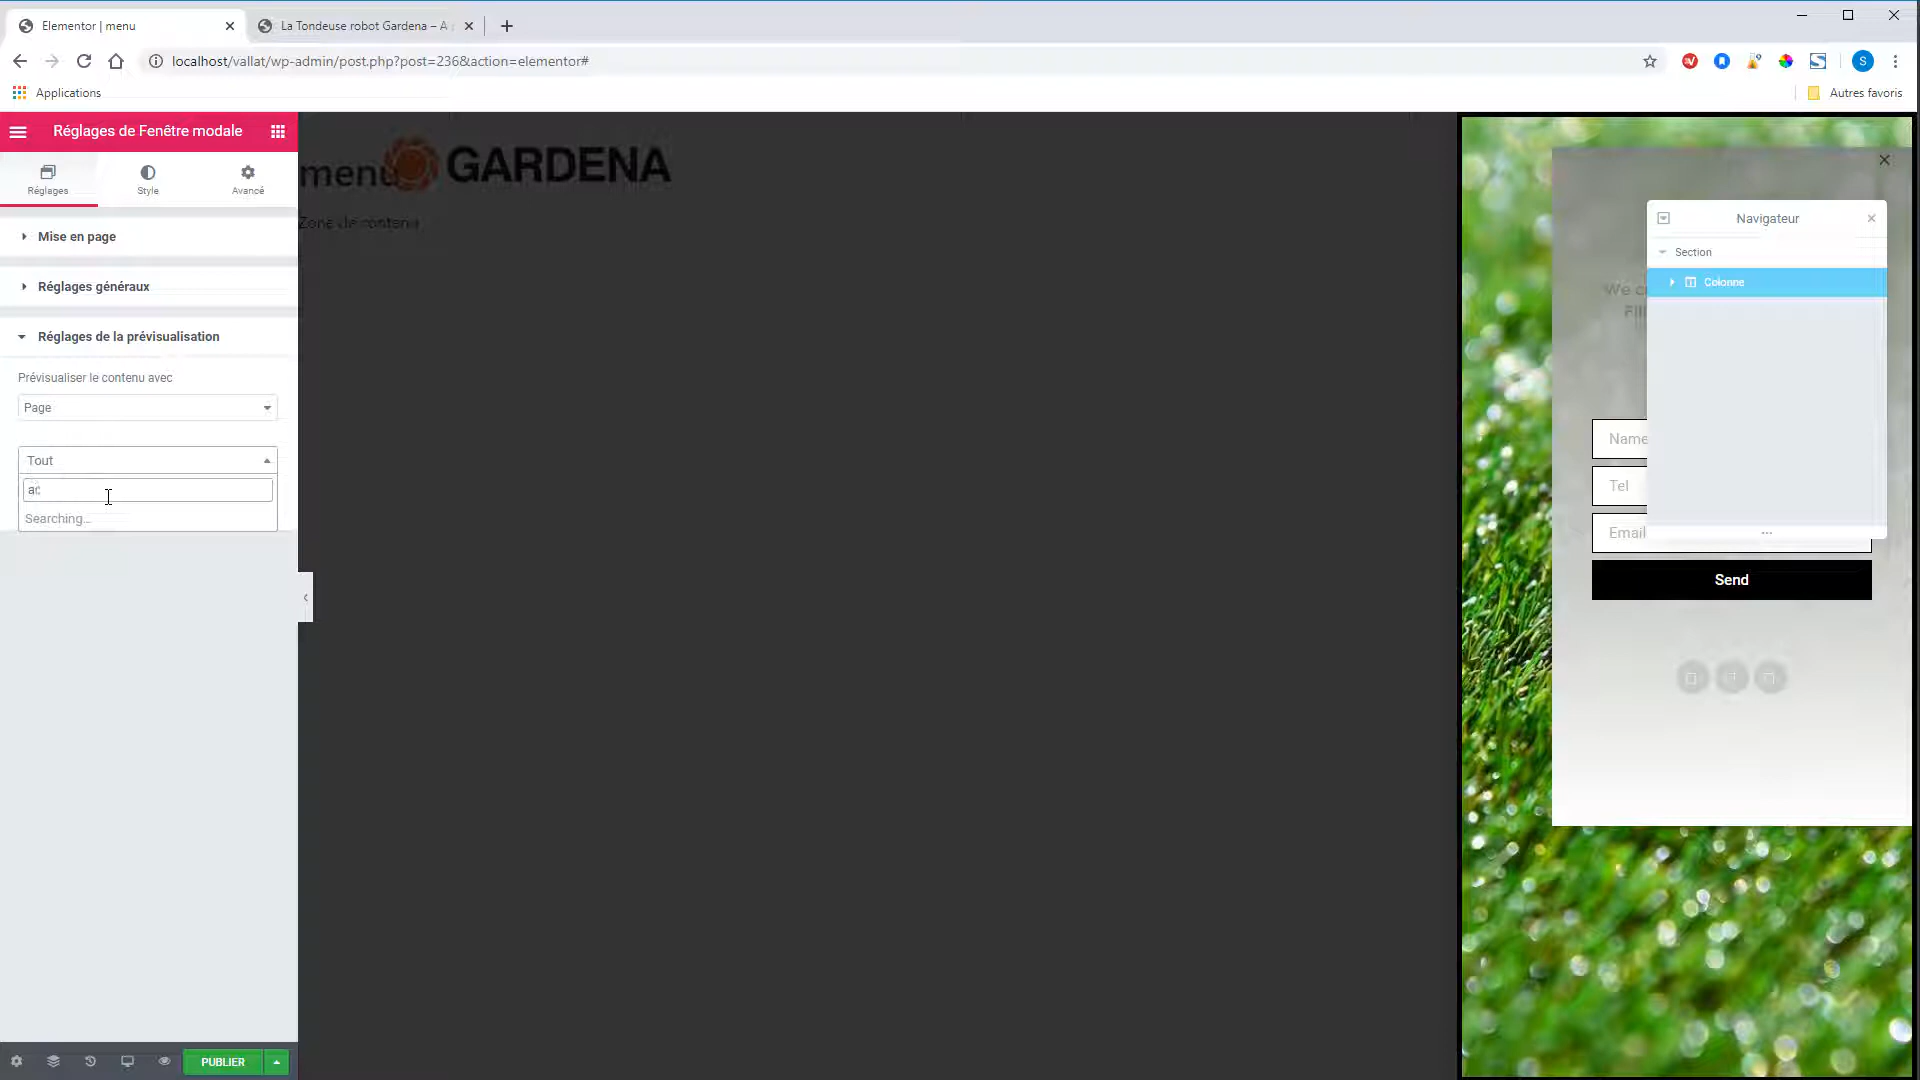 Elementor | menu
La Tondeuse robot Gardena – A
localhost/vallat/wp-admin/post.php?post=236&action=elementor#
S
Applications
Autres favoris
Réglages de Fenêtre modale
Réglages
Style
Avancé
Mise en page
Réglages généraux
Réglages de la prévisualisation
Prévisualiser le contenu avec
Page
Tout
ac
Searching…
PUBLIER
menu
GARDENA
Zone de contenu
Navigateur
Section
Colonne
We
Fill
Name
Tel
Email
Send